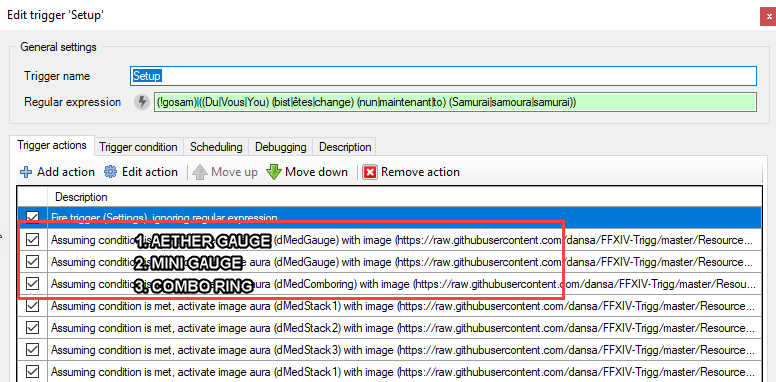 Edit trigger 'Setup'
x
General settings
Trigger name Setup
Regular expression (!gosam)|((Du|Vous|You) (bist|êtes|change) (nun|maintenant|to) (Samurai|samouraï|samurai))
Trigger actions Trigger condition Scheduling Debugging Description
Add action Edit action Move up Move down Remove action
Description
Fire trigger (Settings), ignoring regular expression
Assuming condition is 1. AETHER GAUGE aura (dMedGauge) with image (https://raw.githubusercontent.com/dansa/FFXIV-Trigg/master/Resource...
Assuming condition is 2. MINI GAUGE aura (dMedGauge) with image (https://raw.githubusercontent.com/dansa/FFXIV-Trigg/master/Resource...
Assuming condition is 3. COMBO RING (dMedComboring) with image (https://raw.githubusercontent.com/dansa/FFXIV-Trigg/master/Resou...
Assuming condition is met, activate image aura (dMedStack1) with image (https://raw.githubusercontent.com/dansa/FFXIV-Trigg/master/Resource...
Assuming condition is met, activate image aura (dMedStack2) with image (https://raw.githubusercontent.com/dansa/FFXIV-Trigg/master/Resource...
Assuming condition is met, activate image aura (dMedStack3) with image (https://raw.githubusercontent.com/dansa/FFXIV-Trigg/master/Resource...
Assuming condition is met, activate image aura (dMedStack1) with image (https://raw.githubusercontent.com/dansa/FFXIV-Trigg/master/Resource...